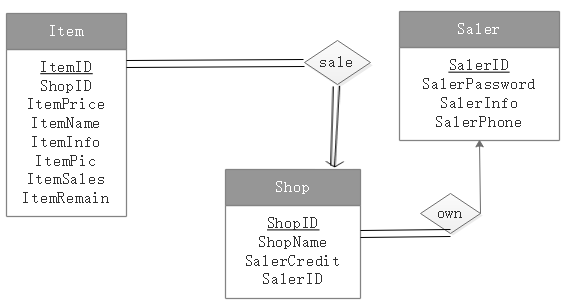 Item
ItemID
ShopID
ItemPrice
ItemName
ItemInfo
ItemPic
ItemSales
ItemRemain
sale
Saler
SalerID
SalerPassword
SalerInfo
SalerPhone
Shop
ShopID
ShopName
SalerCredit
SalerID
own